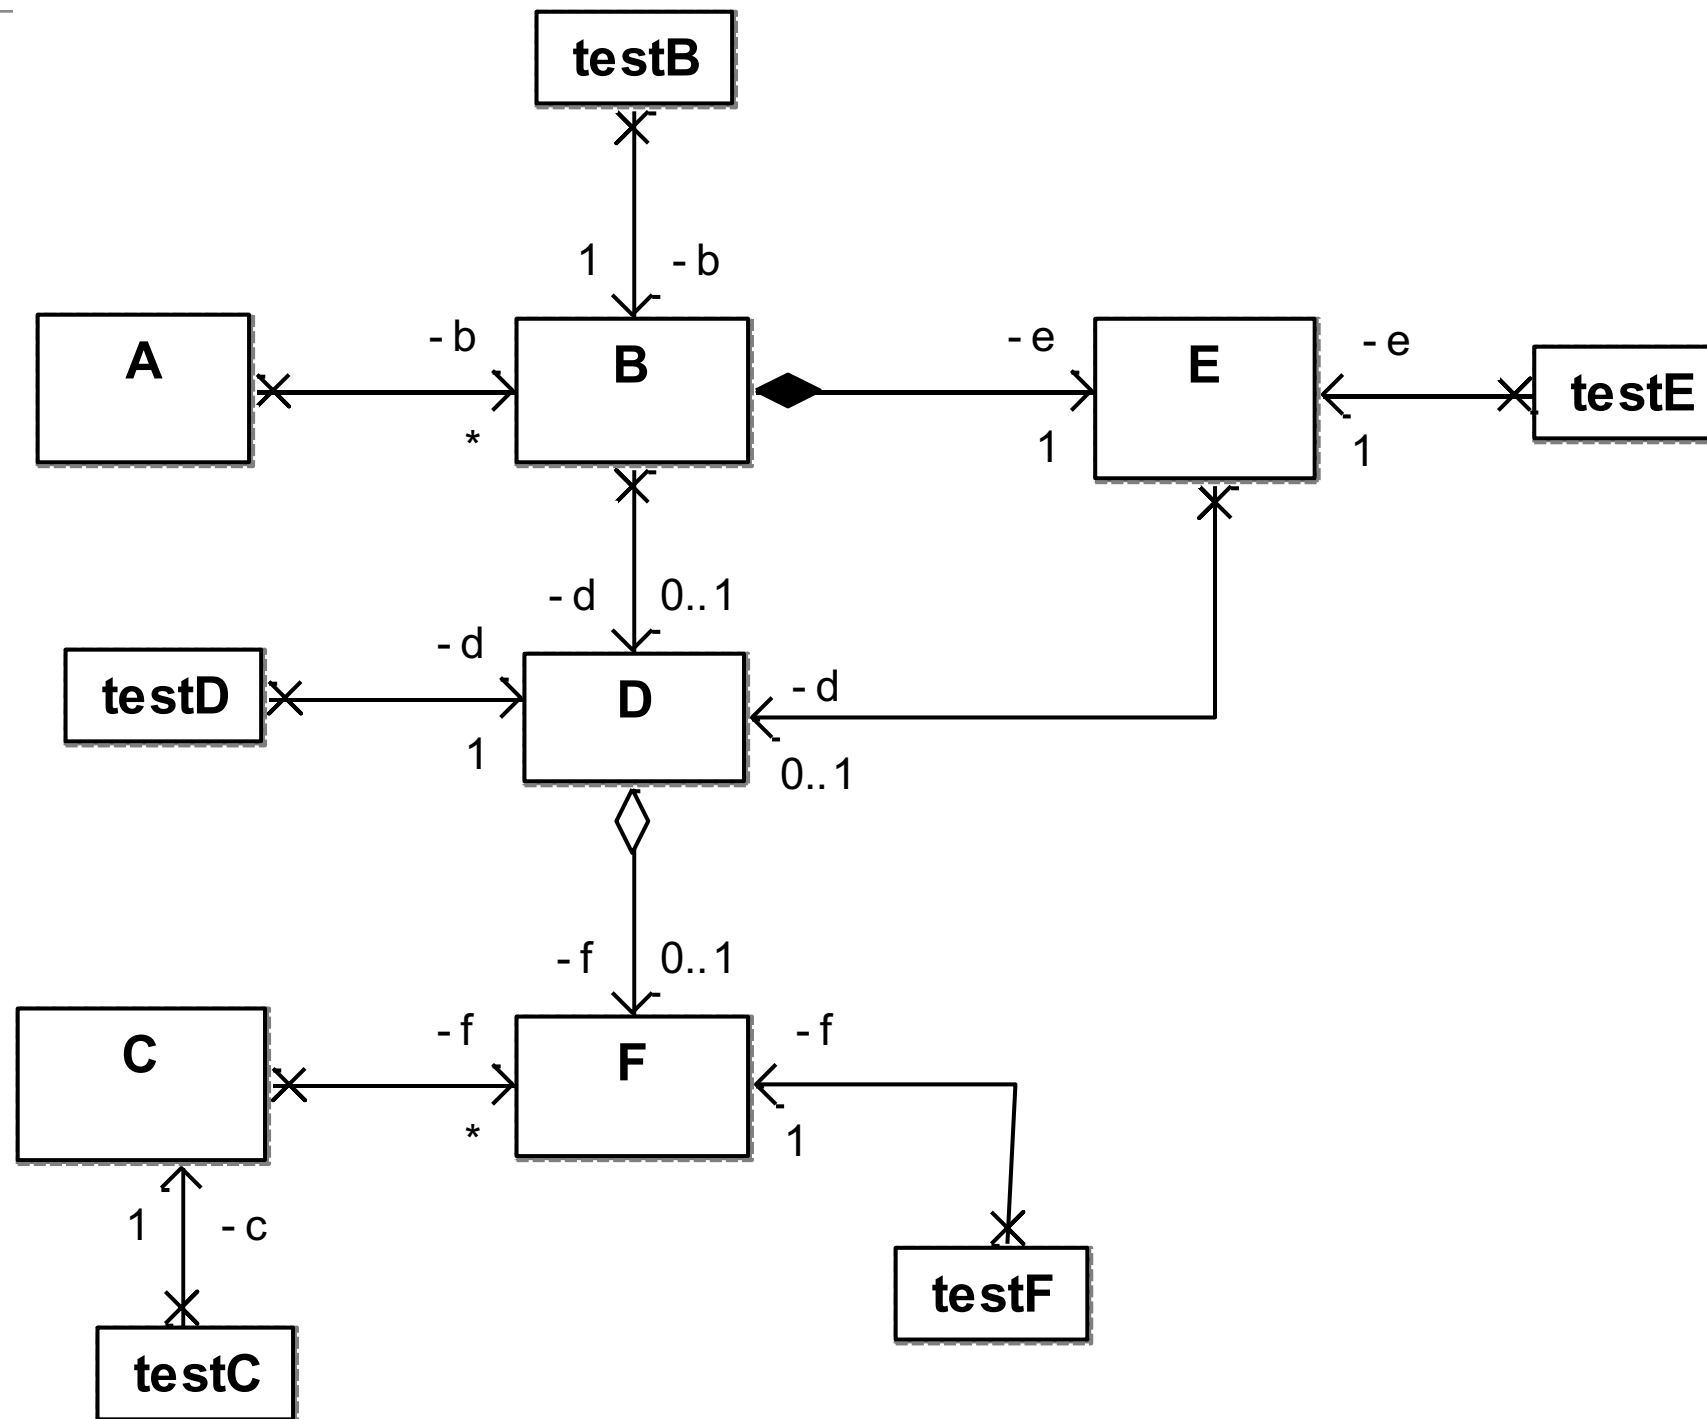 testB
1 - b
A
- b
*
B
- e
1
E
- e
1
testE
- d 0..1
testD
- d
1
D
- d
0..1
- f 0..1
C
- f
*
F
- f
1
1 - c
testF
testC